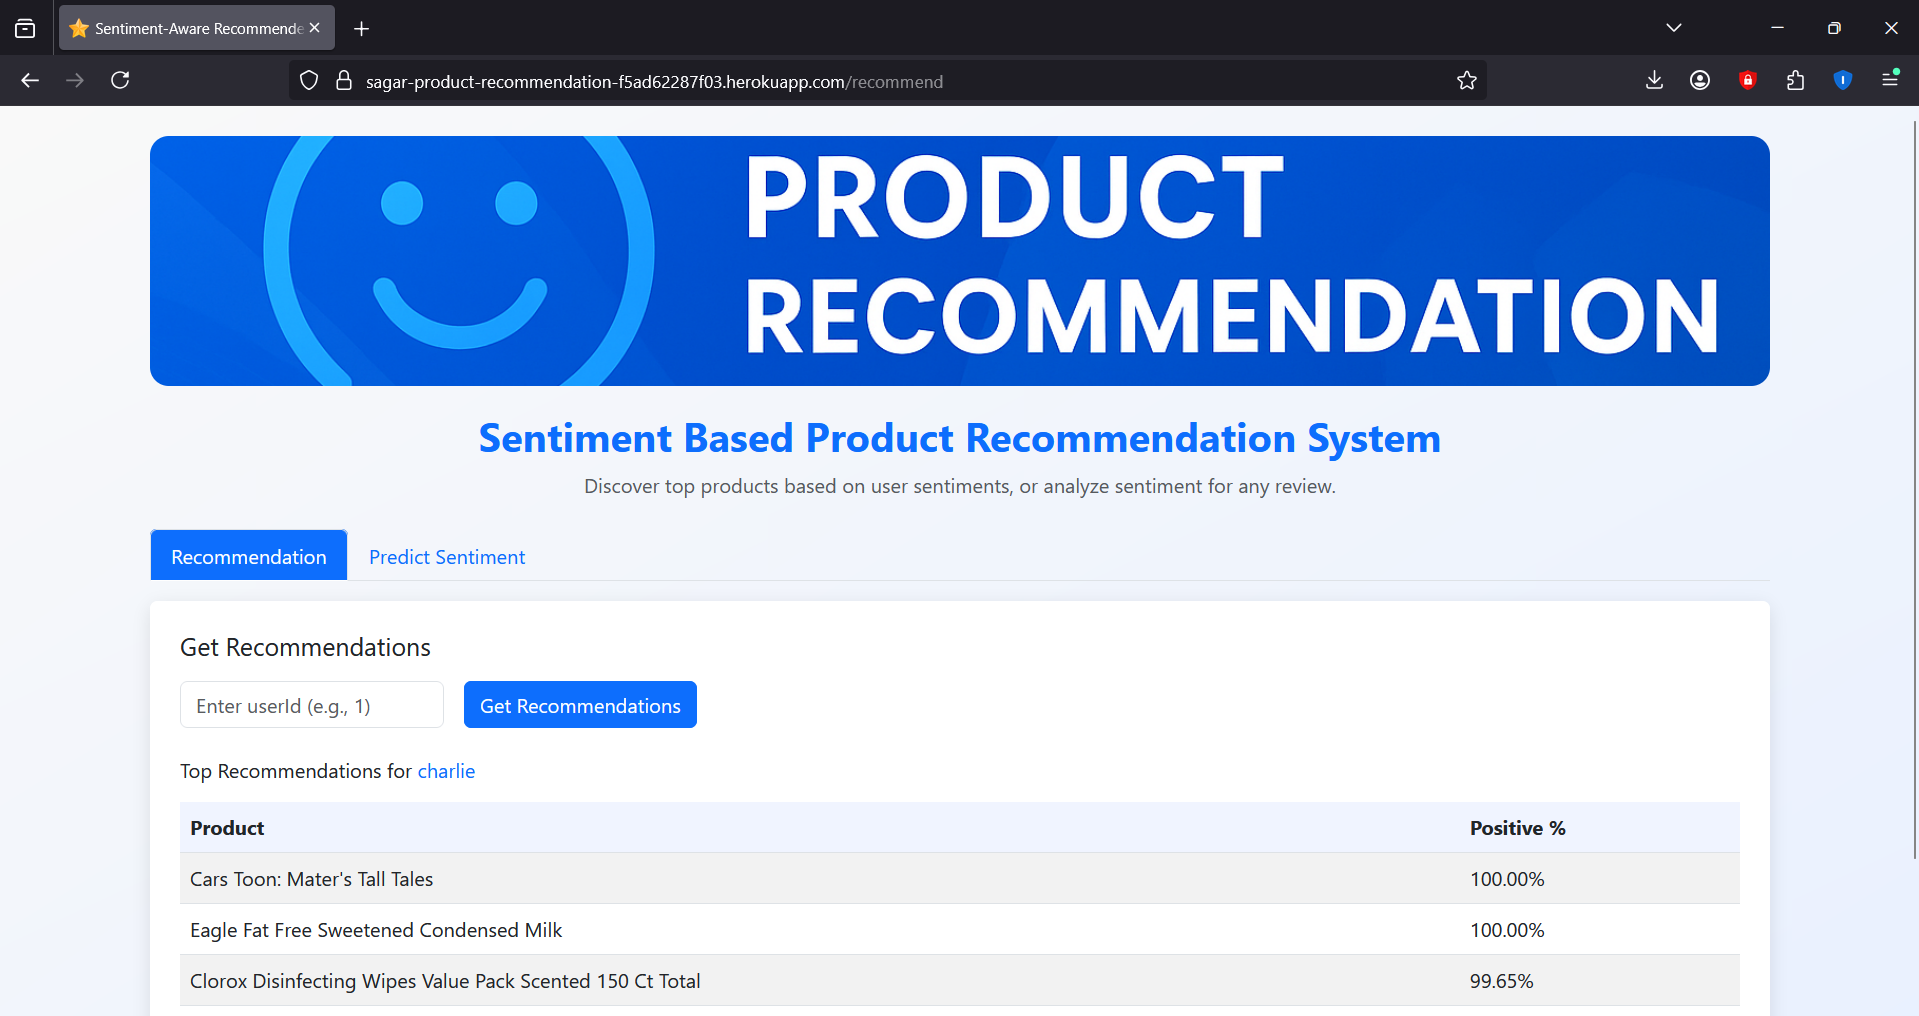 Sentiment-Aware Recommende
sagar-product-recommendation-f5ad62287f03.herokuapp.com/recommend
PRODUCT
RECOMMENDATION
Sentiment Based Product Recommendation System
Discover top products based on user sentiments, or analyze sentiment for any review.
Recommendation Predict Sentiment
Get Recommendations
Enter userId (e.g., 1) Get Recommendations
Top Recommendations for charlie
Product Positive %
Cars Toon: Mater's Tall Tales 100.00%
Eagle Fat Free Sweetened Condensed Milk 100.00%
Clorox Disinfecting Wipes Value Pack Scented 150 Ct Total 99.65%